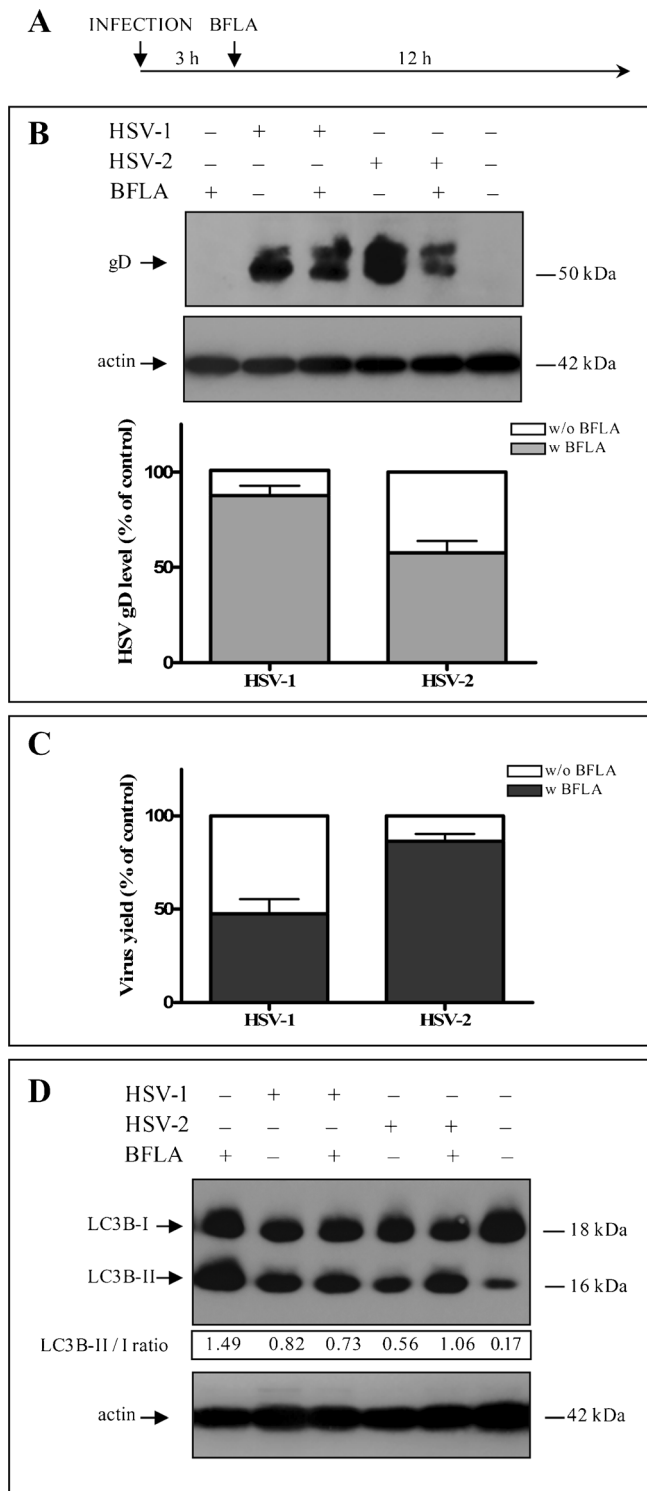 A
INFECTION BFLA
3 h 12 h
B
HSV-1 – + + – – –
HSV-2 – – – + + –
BFLA + – + – + –
gD
50 kDa
actin
42 kDa
w/o BFLA
w BFLA
HSV gD level (% of control)
100
50
0
HSV-1 HSV-2
C
w/o BFLA
w BFLA
Virus yield (% of control)
100
50
0
HSV-1 HSV-2
D
HSV-1 – + + – – –
HSV-2 – – – + + –
BFLA + – + – + –
LC3B-I
18 kDa
LC3B-II
16 kDa
LC3B-II / I ratio 1.49 0.82 0.73 0.56 1.06 0.17
actin
42 kDa